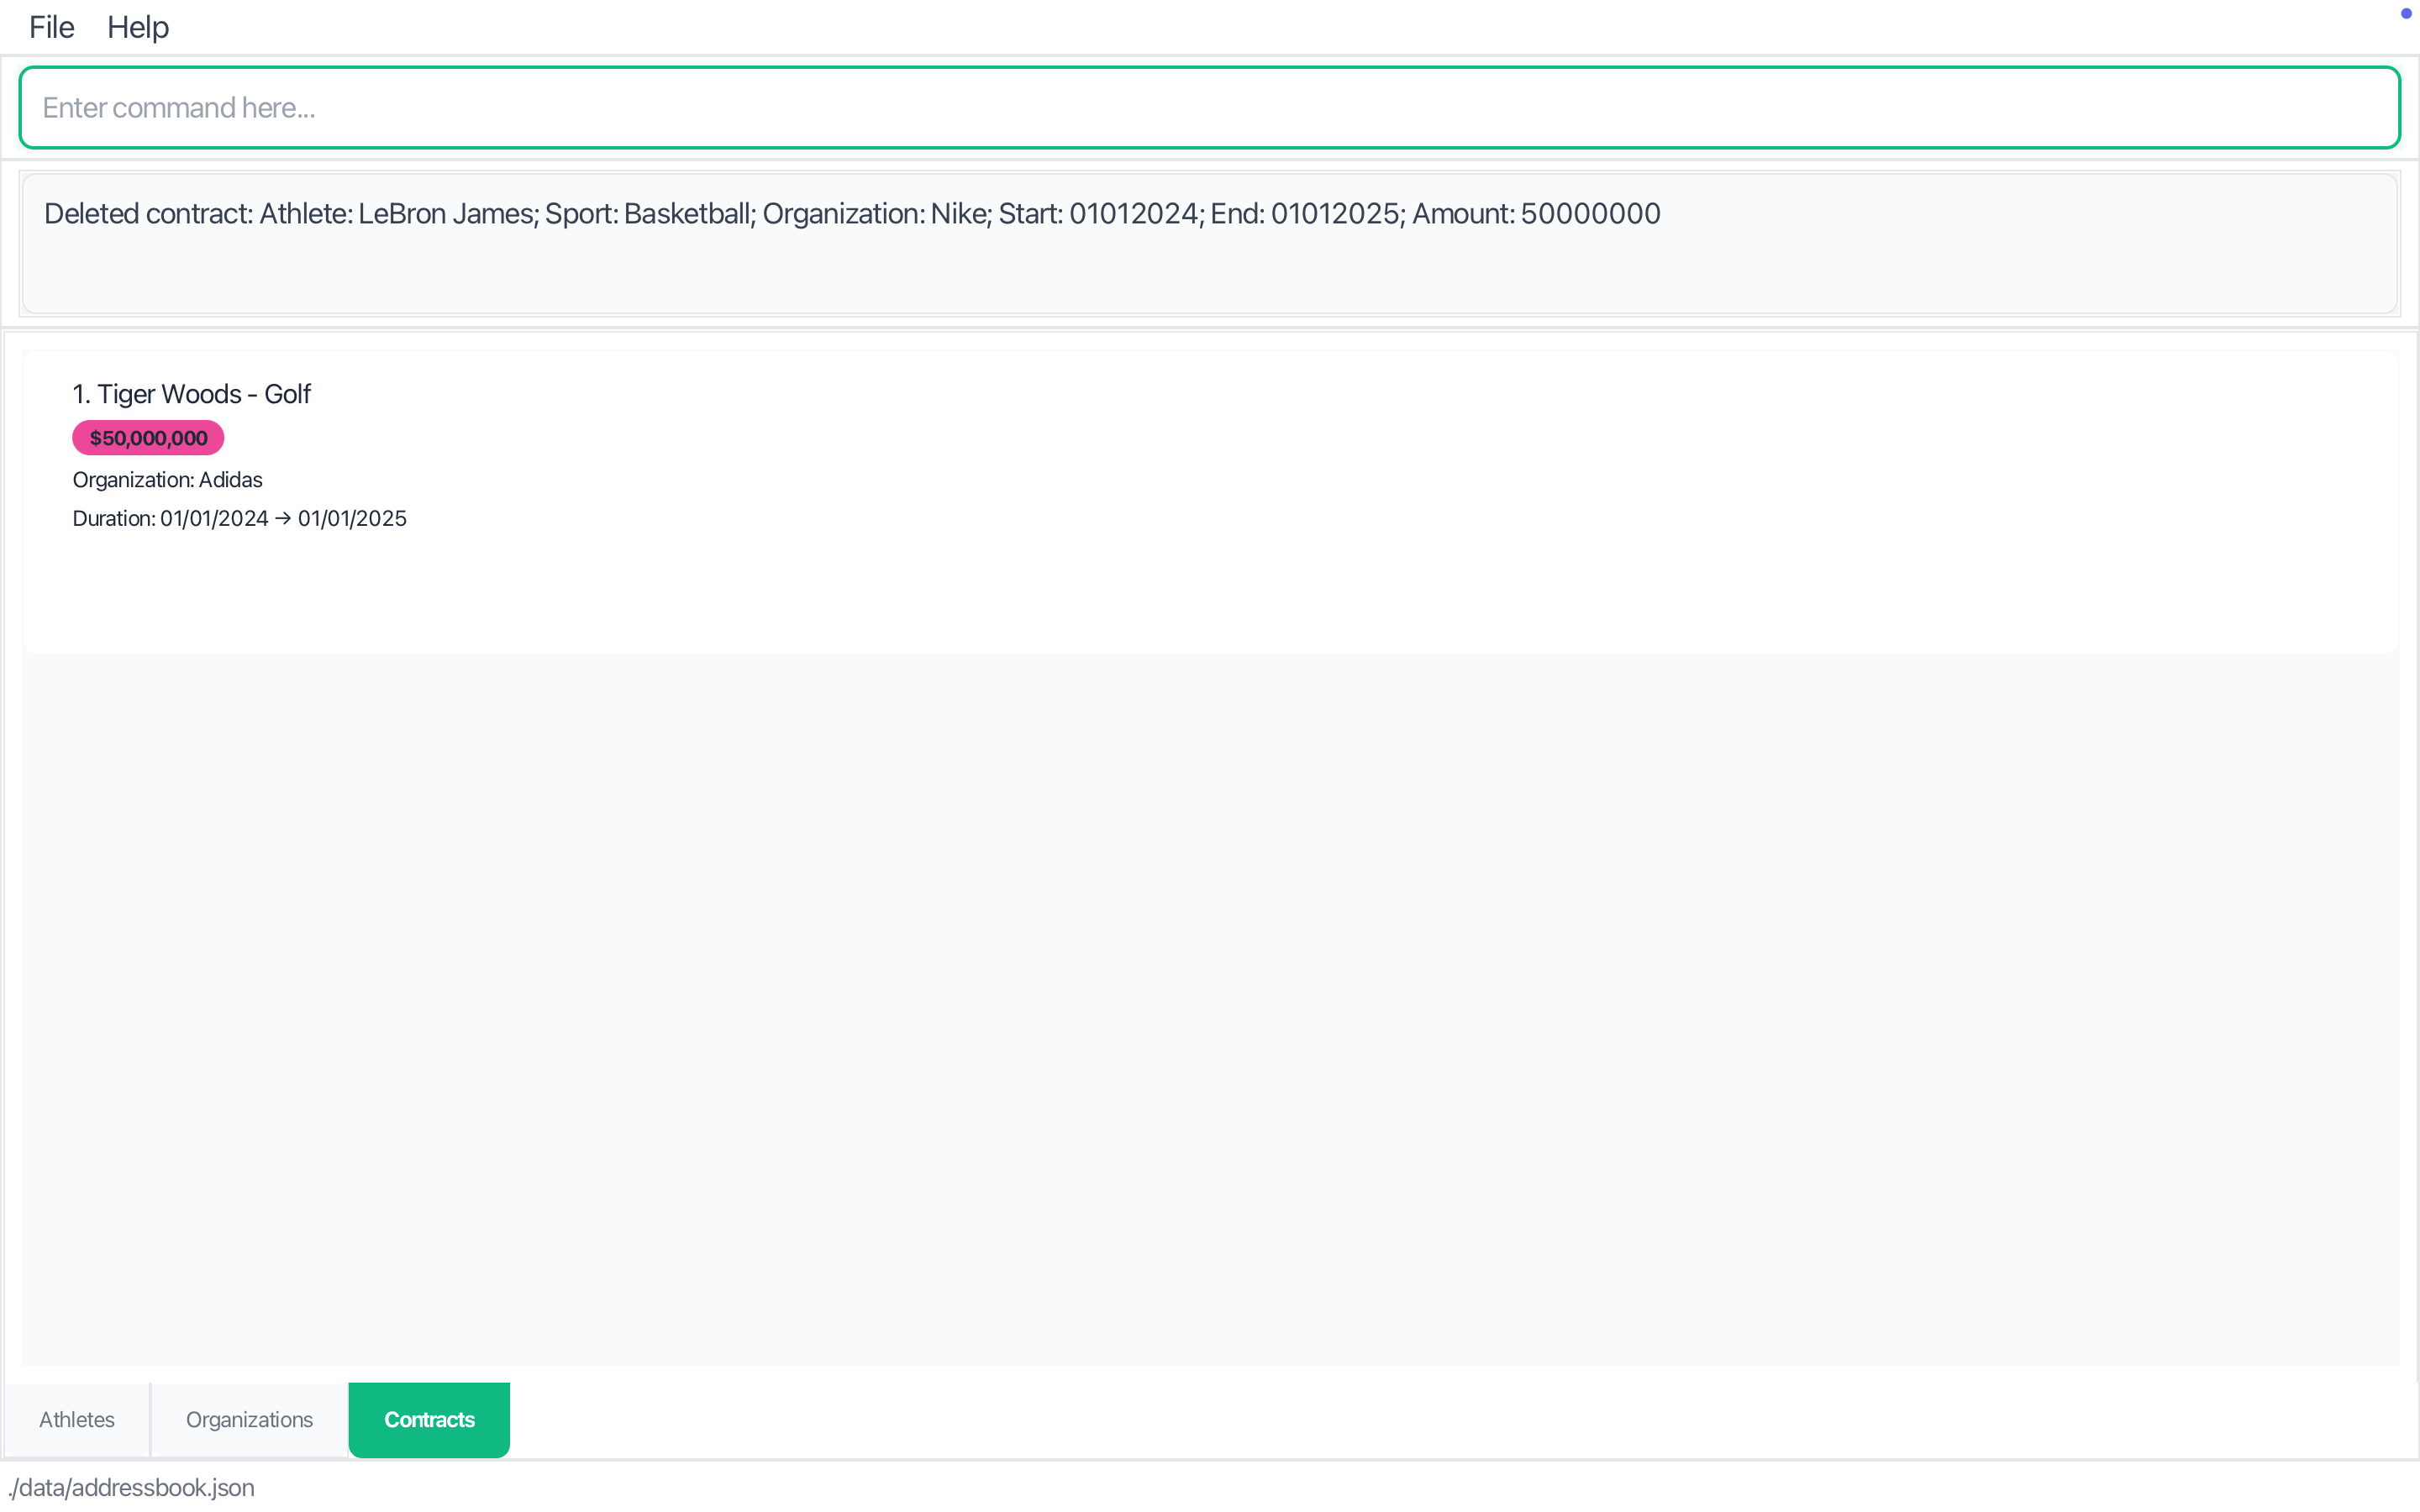 File Help
Enter command here...
Deleted contract: Athlete: LeBron James; Sport: Basketball; Organization: Nike; Start: 01012024; End: 01012025; Amount: 50000000
1. Tiger Woods - Golf
$50,000,000
Organization: Adidas
Duration: 01/01/2024 → 01/01/2025
Athletes Organizations Contracts
./data/addressbook.json